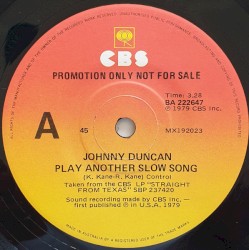 CBS
PROMOTION ONLY NOT FOR SALE
Time: 3.28
BA 222647
℗ 1979 CBS Inc.
A
45
MX192023
JOHNNY DUNCAN
PLAY ANOTHER SLOW SONG
(K. Kane-R. Kane) Control
Taken from the CBS LP "STRAIGHT
FROM TEXAS" SBP 237420
Sound recording made by CBS Inc.-
first published ℗ in U.S.A. 1979